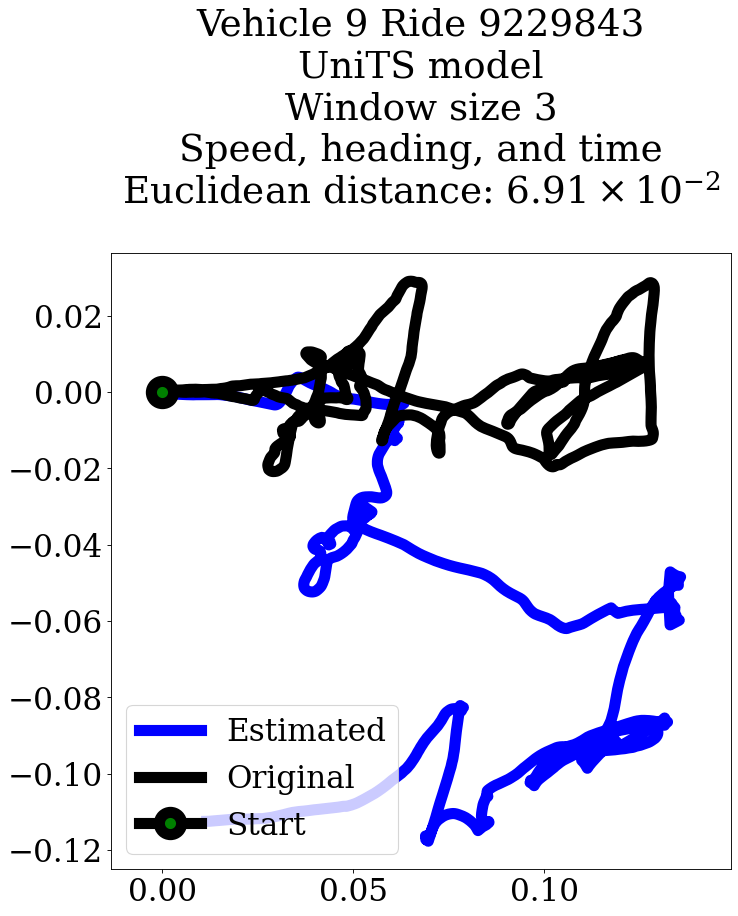 Vehicle 9 Ride 9229843
UniTS model
Window size 3
Speed, heading, and time
Euclidean distance: 6.91 × 10⁻²
0.02
0.00
−0.02
−0.04
−0.06
−0.08
−0.10
−0.12
Estimated
Original
Start
0.00 0.05 0.10